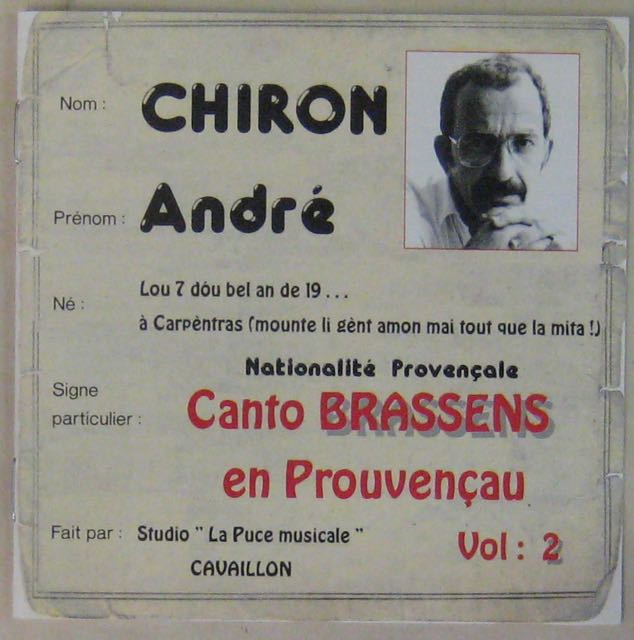 Nom : CHIRON
Prénom : André
Né : Lou 7 dóu bel an de 19 ...
à Carpèntras (mounte li gènt amon mai tout que la mita !)
Nationalité Provençale
Signe
particulier : Canto BRASSENS
en Prouvençau
Fait par : Studio " La Puce musicale "
CAVAILLON
Vol : 2